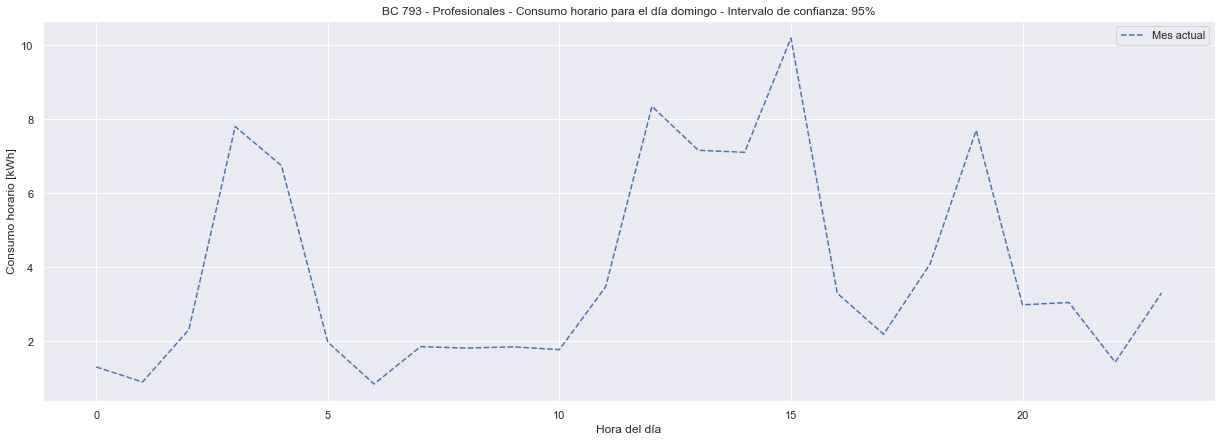 BC 793 - Profesionales - Consumo horario para el día domingo - Intervalo de confianza: 95%
Mes actual
Consumo horario [kWh]
10
8
6
4
2
0 5 10 15 20
Hora del día